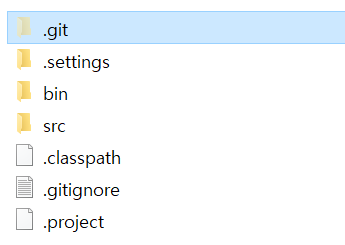 .git
.settings
bin
src
.classpath
.gitignore
.project